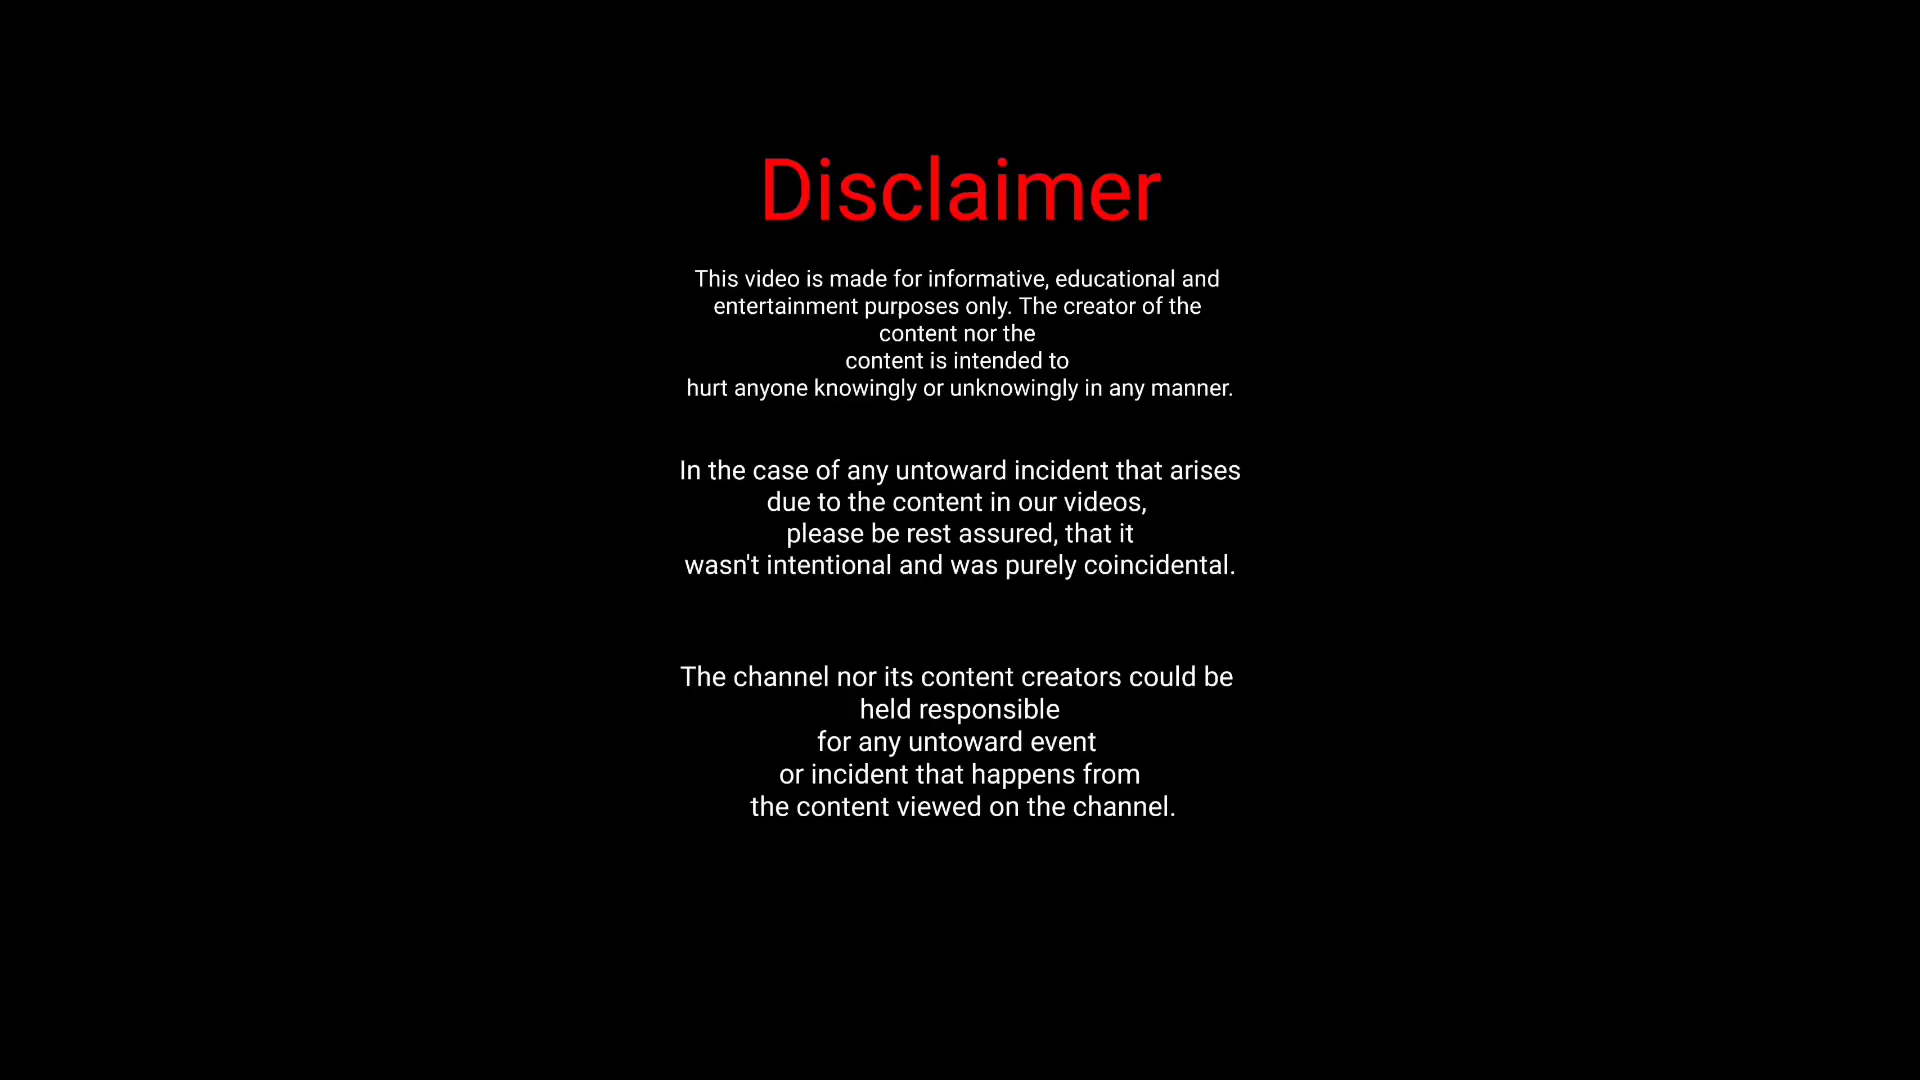 Disclaimer
This video is made for informative, educational and
entertainment purposes only. The creator of the
content nor the
content is intended to
hurt anyone knowingly or unknowingly in any manner.
In the case of any untoward incident that arises
due to the content in our videos,
please be rest assured, that it
wasn't intentional and was purely coincidental.
The channel nor its content creators could be
held responsible
for any untoward event
or incident that happens from
the content viewed on the channel.